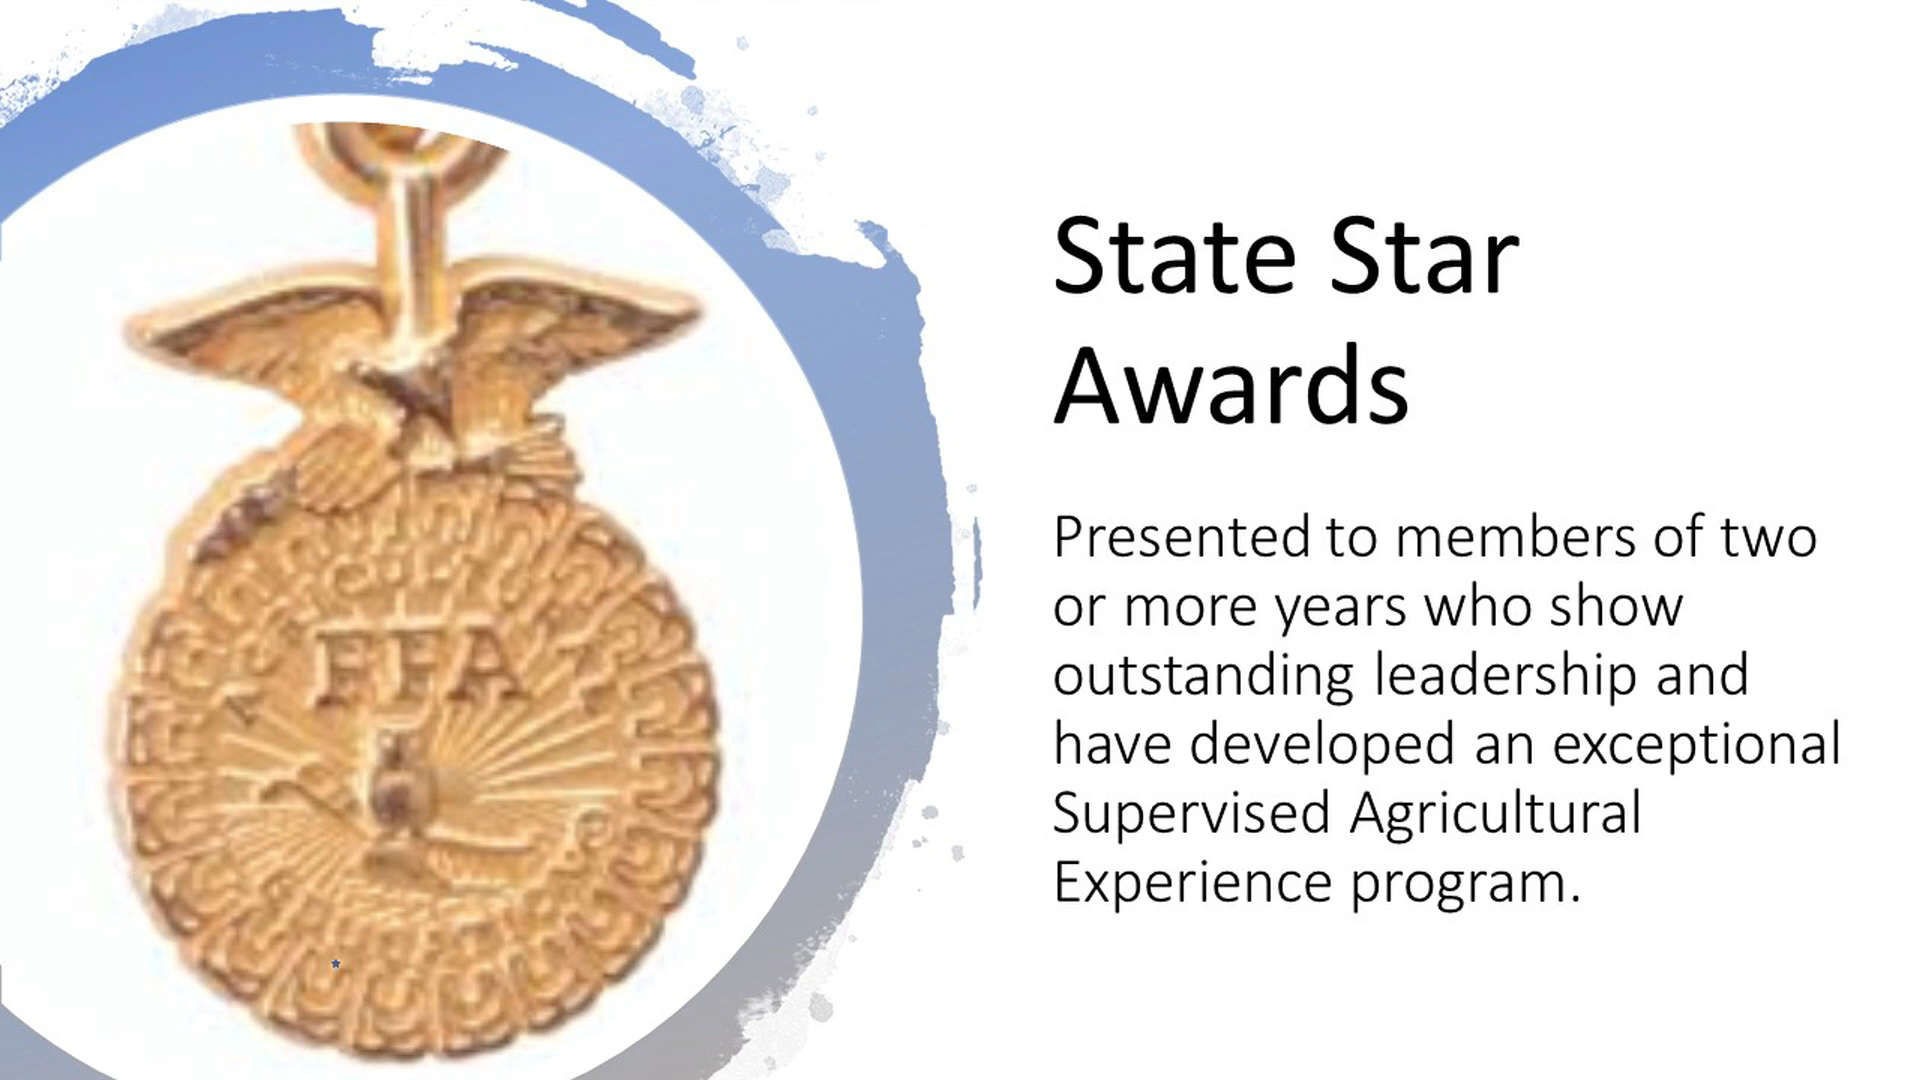 State Star
Awards
Presented to members of two
or more years who show
outstanding leadership and
have developed an exceptional
Supervised Agricultural
Experience program.
FFA